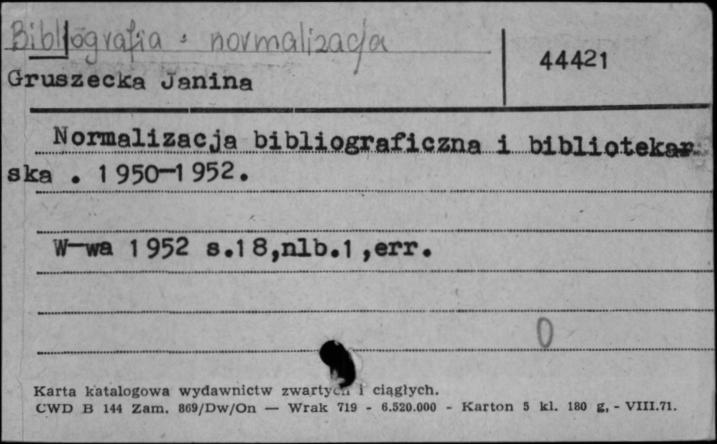 Bibliografia : normalizacja
44421
Gruszecka Janina
Normalizacja bibliograficzna i bibliotekar
ska . 1950-1952.
W-wa 1952 s.18,nlb.1,err.
0
Karta katalogowa wydawnictw zwartych i ciągłych.
CWD B 144 Zam. 869/Dw/On — Wrak 719 - 6.520.000 - Karton 5 kl. 180 g, - VIII.71.